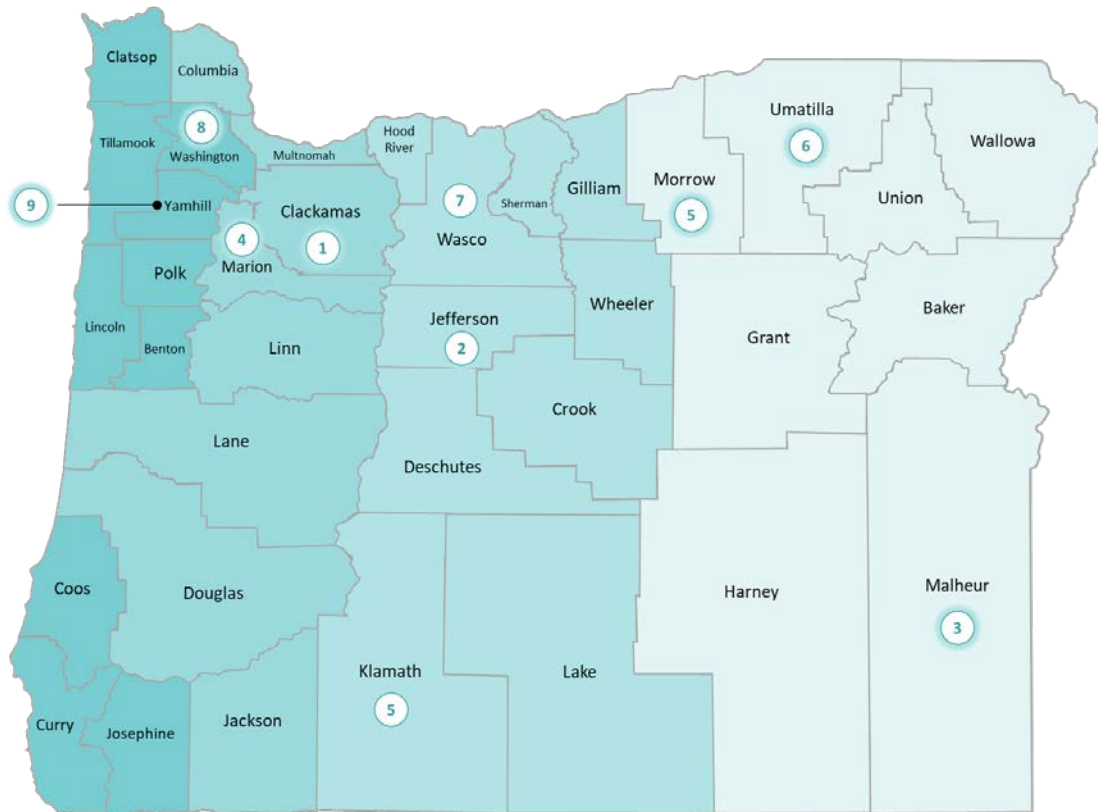 Clatsop
Columbia
Tillamook
8
Washington
Multnomah
Hood
River
9
Yamhill
Clackamas
1
4
Marion
Polk
Lincoln
Benton
Linn
7
Wasco
Sherman
Gilliam
Morrow
5
Umatilla
6
Union
Wallowa
Jefferson
2
Wheeler
Grant
Baker
Crook
Lane
Deschutes
Coos
Douglas
Harney
Malheur
3
Klamath
5
Lake
Curry
Josephine
Jackson